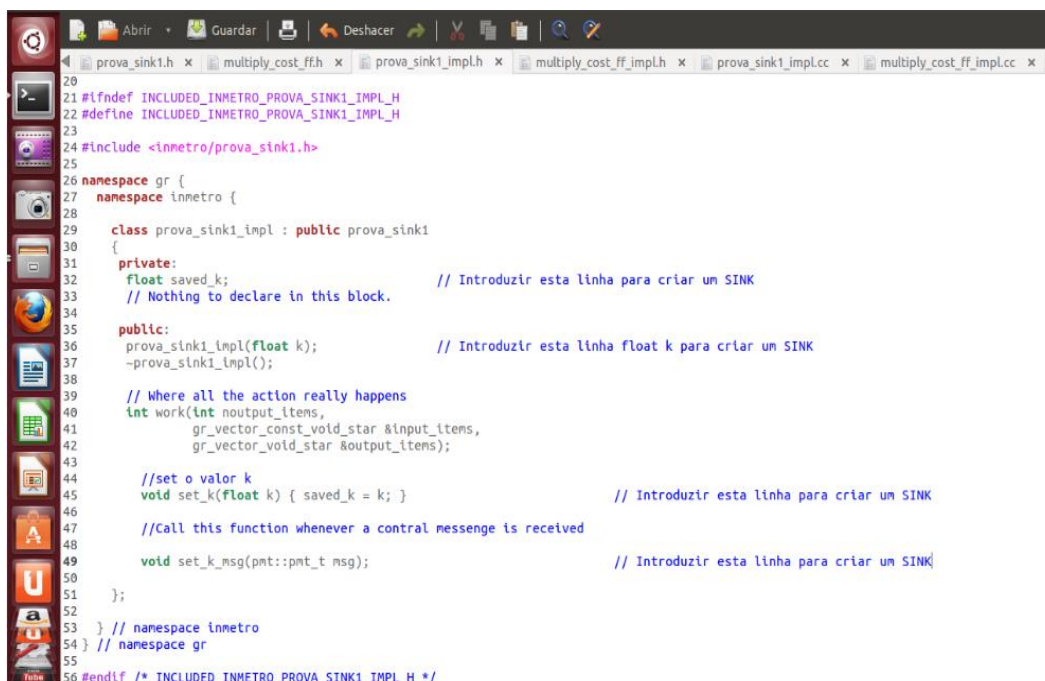 Abrir Guardar Deshacer
prova_sink1.h x multiply_cost_ff.h x prova_sink1_impl.h x multiply_cost_ff_impl.h x prova_sink1_impl.cc x multiply_cost_ff_impl.cc x
20
21 #ifndef INCLUDED_INMETRO_PROVA_SINK1_IMPL_H
22 #define INCLUDED_INMETRO_PROVA_SINK1_IMPL_H
23
24 #include <inmetro/prova_sink1.h>
25
26 namespace gr {
27 namespace inmetro {
28
29 class prova_sink1_impl : public prova_sink1
30 {
31 private:
32 float saved_k; // Introduzir esta linha para criar um SINK
33 // Nothing to declare in this block.
34
35 public:
36 prova_sink1_impl(float k); // Introduzir esta linha float k para criar um SINK
37 ~prova_sink1_impl();
38
39 // Where all the action really happens
40 int work(int noutput_items,
41 gr_vector_const_void_star &input_items,
42 gr_vector_void_star &output_items);
43
44 //set o valor k
45 void set_k(float k) { saved_k = k; } // Introduzir esta linha para criar um SINK
46
47 //Call this function whenever a contral messenge is received
48
49 void set_k_msg(pmt::pmt_t msg); // Introduzir esta linha para criar um SINK
50
51 };
52
53 } // namespace inmetro
54 } // namespace gr
55
56 #endif /* INCLUDED_INMETRO_PROVA_SINK1_IMPL_H */